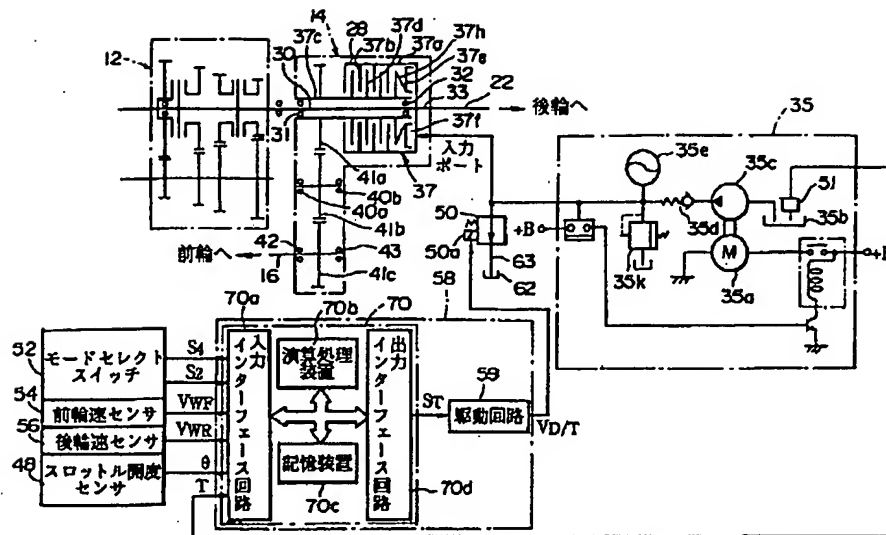 12
14
28
37b
37d
37a
37h
37e
37c
30
32
22
33
後輪へ
31
37f
入力
ポート
41a
37
40b
40a
41b
前輪へ
42
43
16
41c
50
50a
63
62
35
35e
35c
51
35d
35b
+B
35k
M
35a
58
70a
70
70b
52
モードセレクト
スイッチ
S4
S2
54
前輪速センサ
VWF
56
後輪速センサ
VWR
48
スロットル開度
センサ
θ
T
入力
インターフェース回路
演算処理
装置
記憶装置
70c
出力
インターフェース回路
70d
ST
59
駆動回路
VD/T